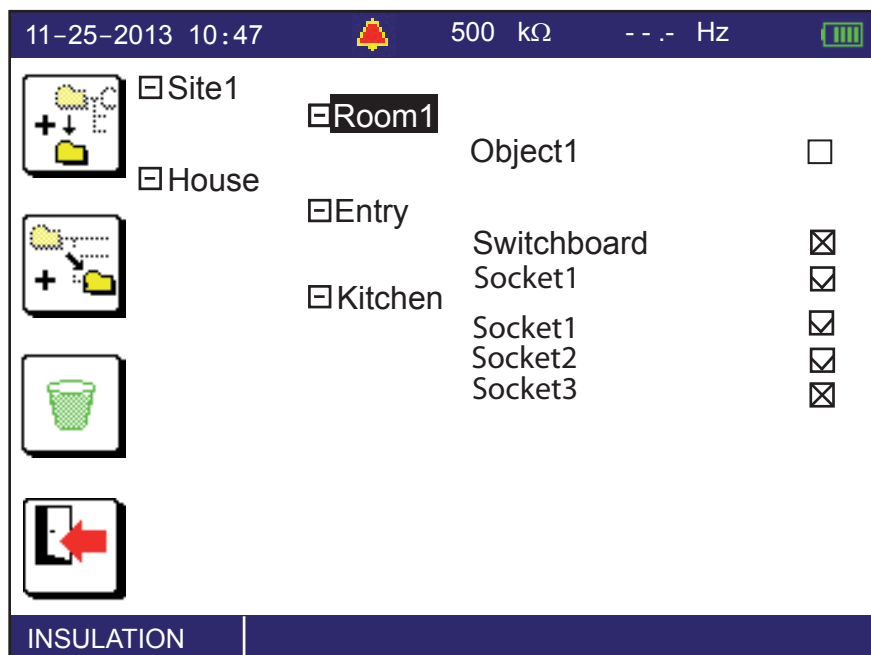 11-25-2013 10:47 500 kΩ - - .- Hz
Site1
Room1
Object1
House
Entry
Switchboard
Socket1
Kitchen
Socket1
Socket2
Socket3
INSULATION